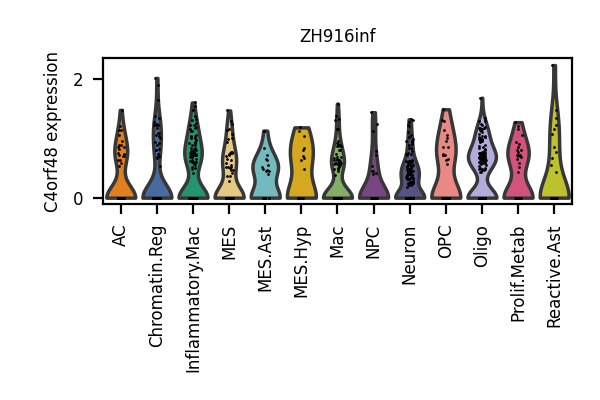 ZH916inf
C4orf48 expression
2
0
AC
Chromatin.Reg
Inflammatory.Mac
MES
MES.Ast
MES.Hyp
Mac
NPC
Neuron
OPC
Oligo
Prolif.Metab
Reactive.Ast